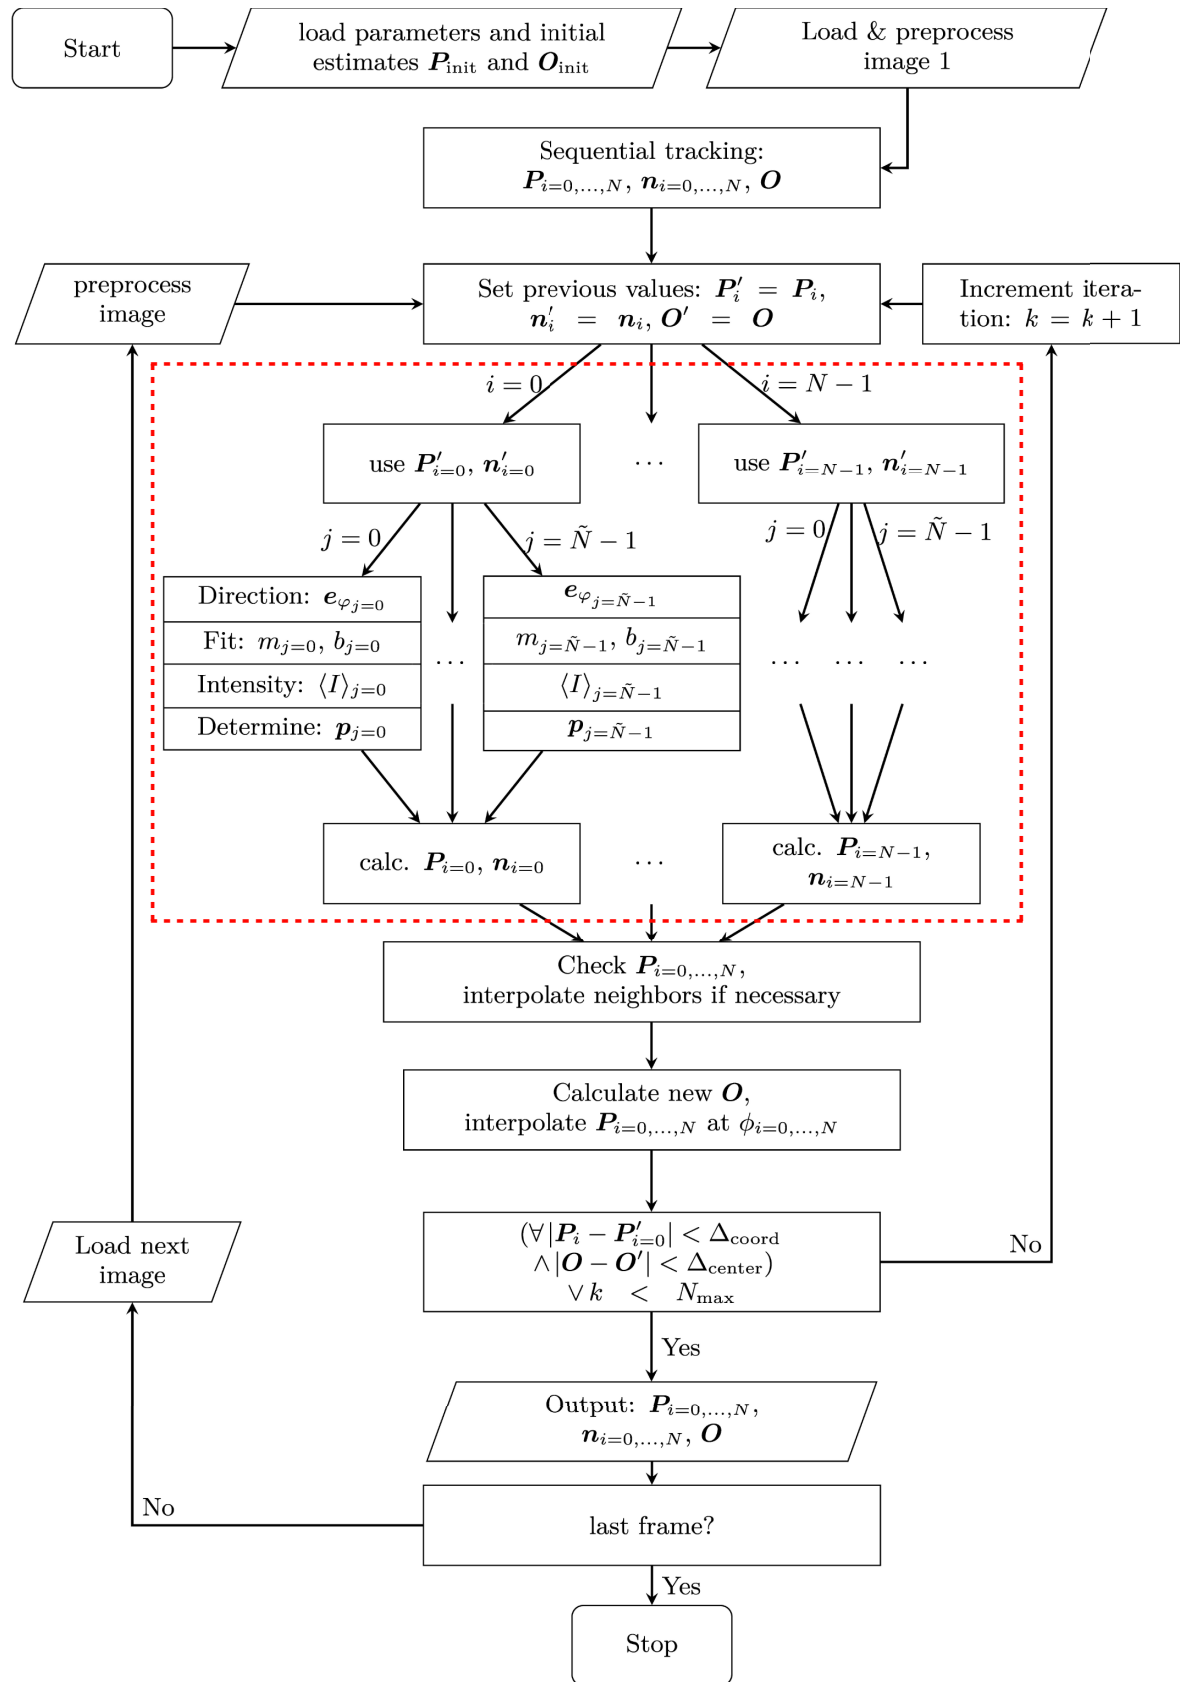 Start
load parameters and initial
estimates P_init and O_init
Load & preprocess
image 1
Sequential tracking:
P_{i=0,...,N}, n_{i=0,...,N}, O
preprocess
image
Set previous values: P′_i = P_i,
n′_i = n_i, O′ = O
Increment itera-
tion: k = k + 1
i = 0
i = N − 1
use P′_{i=0}, n′_{i=0}
...
use P′_{i=N−1}, n′_{i=N−1}
j = 0
j = Ñ − 1
j = 0
j = Ñ − 1
Direction: e_{φ_{j=0}}
Fit: m_{j=0}, b_{j=0}
Intensity: ⟨I⟩_{j=0}
Determine: p_{j=0}
...
e_{φ_{j=Ñ−1}}
m_{j=Ñ−1}, b_{j=Ñ−1}
⟨I⟩_{j=Ñ−1}
p_{j=Ñ−1}
... ... ...
calc. P_{i=0}, n_{i=0}
...
calc. P_{i=N−1},
n_{i=N−1}
Check P_{i=0,...,N},
interpolate neighbors if necessary
Calculate new O,
interpolate P_{i=0,...,N} at ϕ_{i=0,...,N}
(∀ |P_i − P′_{i=0}| < Δ_coord
∧ |O − O′| < Δ_center)
∨ k < N_max
No
Load next
image
Yes
Output: P_{i=0,...,N},
n_{i=0,...,N}, O
No
last frame?
Yes
Stop